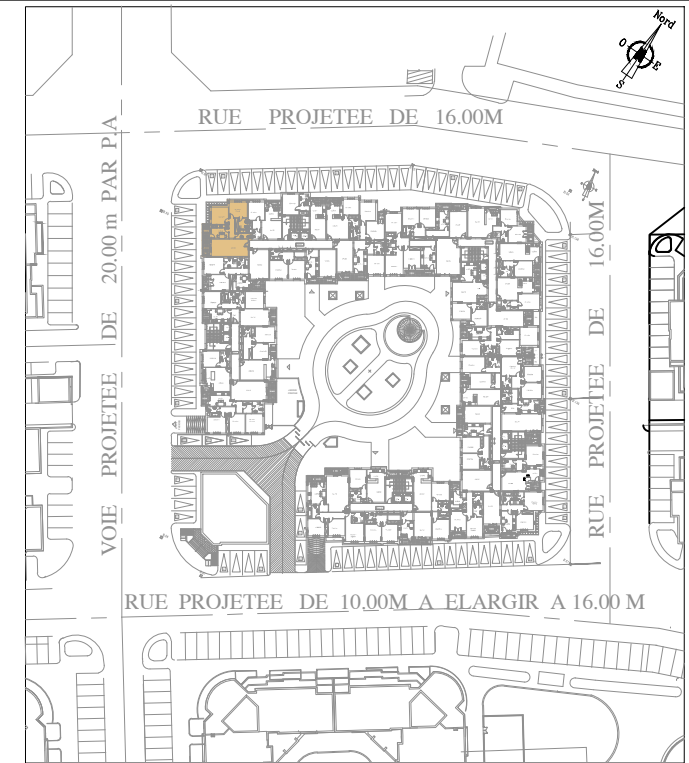 Nord
O
E
S
RUE PROJETEE DE 16.00M
VOIE PROJETEE DE 20,00 m PAR P.A
RUE PROJETEE DE 16.00M
RUE PROJETEE DE 10.00M A ELARGIR A 16.00 M